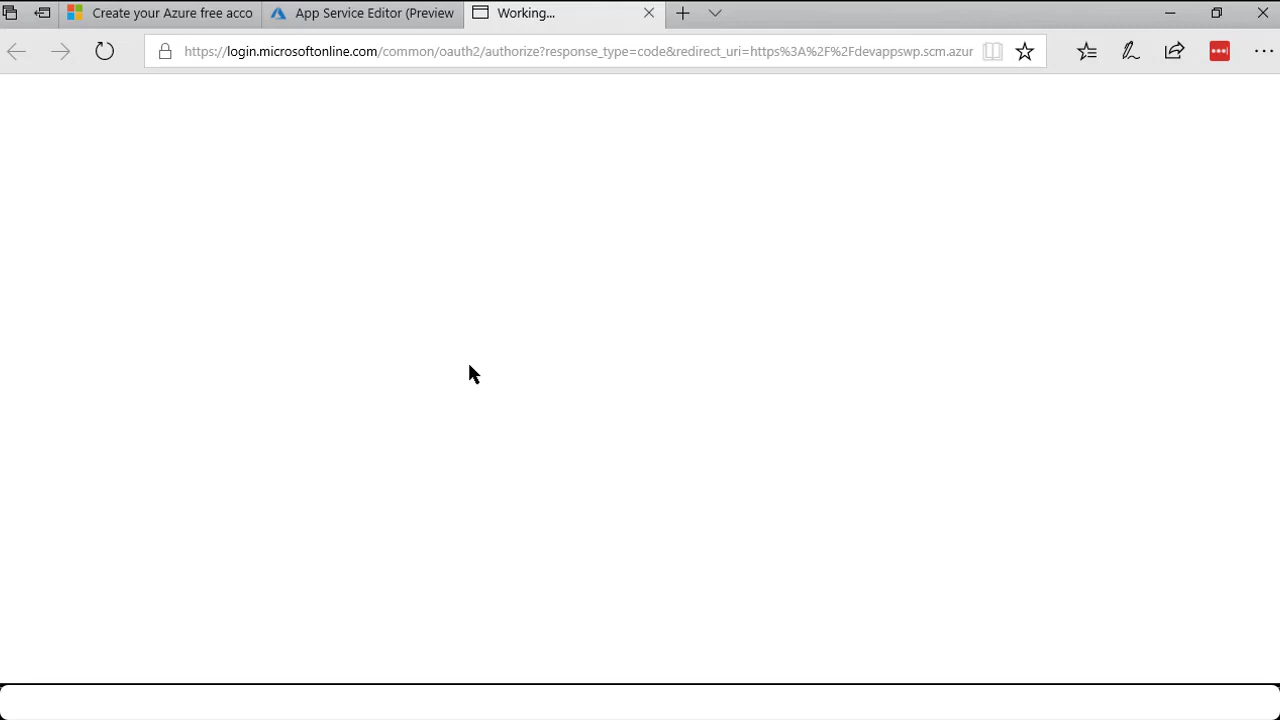 Create your Azure free acco
App Service Editor (Preview
Working...
https://login.microsoftonline.com/common/oauth2/authorize?response_type=code&redirect_uri=https%3A%2F%2Fdevappswp.scm.azur